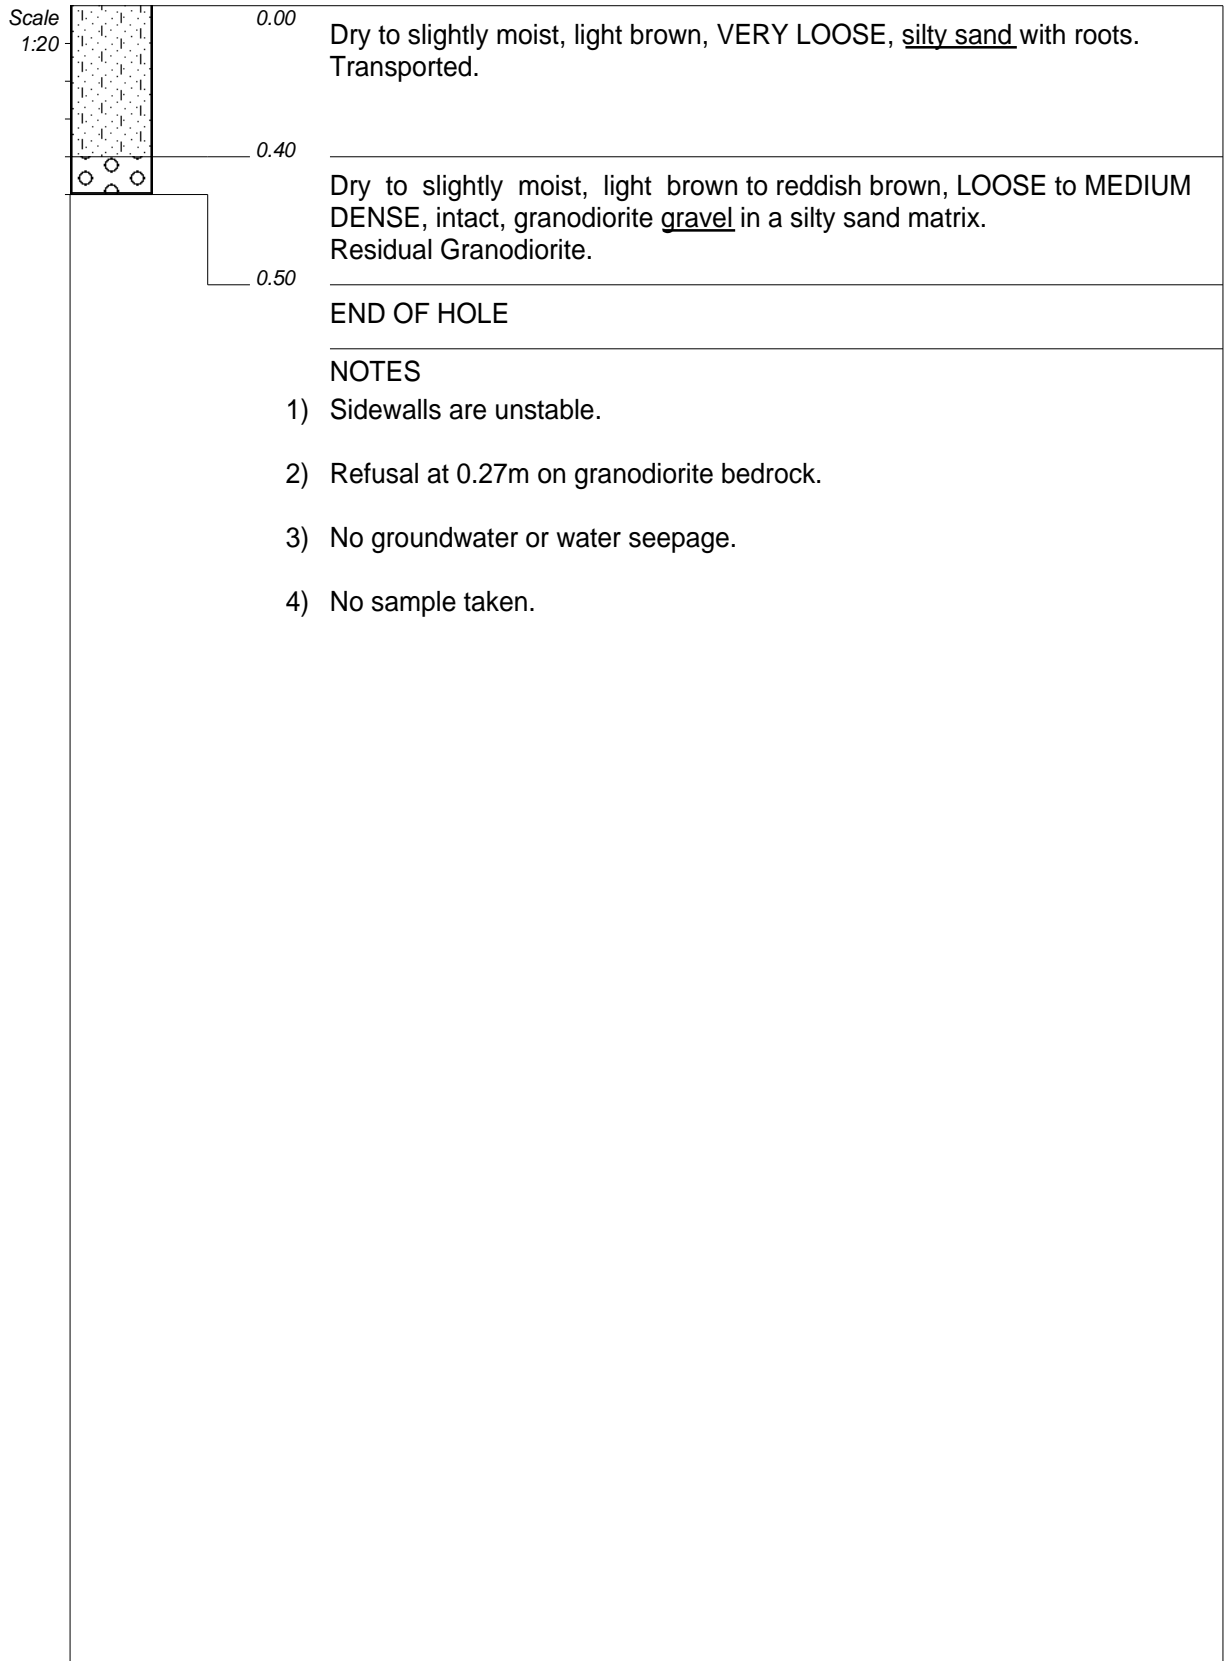 Scale
1:20
0.00
Dry to slightly moist, light brown, VERY LOOSE, silty sand with roots.
Transported.
0.40
Dry to slightly moist, light brown to reddish brown, LOOSE to MEDIUM
DENSE, intact, granodiorite gravel in a silty sand matrix.
Residual Granodiorite.
0.50
END OF HOLE
NOTES
1) Sidewalls are unstable.
2) Refusal at 0.27m on granodiorite bedrock.
3) No groundwater or water seepage.
4) No sample taken.